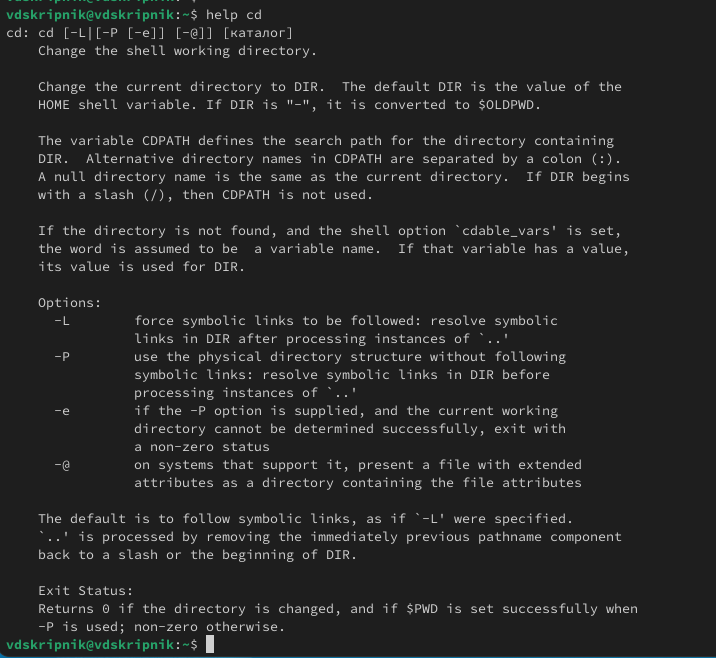 vdskripnik@vdskripnik:~$ help cd
cd: cd [-L|[-P [-e]] [-@]] [каталог]
Change the shell working directory.
Change the current directory to DIR.  The default DIR is the value of the
HOME shell variable. If DIR is "-", it is converted to $OLDPWD.
The variable CDPATH defines the search path for the directory containing
DIR.  Alternative directory names in CDPATH are separated by a colon (:).
A null directory name is the same as the current directory.  If DIR begins
with a slash (/), then CDPATH is not used.
If the directory is not found, and the shell option `cdable_vars' is set,
the word is assumed to be  a variable name.  If that variable has a value,
its value is used for DIR.
Options:
-L        force symbolic links to be followed: resolve symbolic
links in DIR after processing instances of `..'
-P        use the physical directory structure without following
symbolic links: resolve symbolic links in DIR before
processing instances of `..'
-e        if the -P option is supplied, and the current working
directory cannot be determined successfully, exit with
a non-zero status
-@        on systems that support it, present a file with extended
attributes as a directory containing the file attributes
The default is to follow symbolic links, as if `-L' were specified.
`..' is processed by removing the immediately previous pathname component
back to a slash or the beginning of DIR.
Exit Status:
Returns 0 if the directory is changed, and if $PWD is set successfully when
-P is used; non-zero otherwise.
vdskripnik@vdskripnik:~$